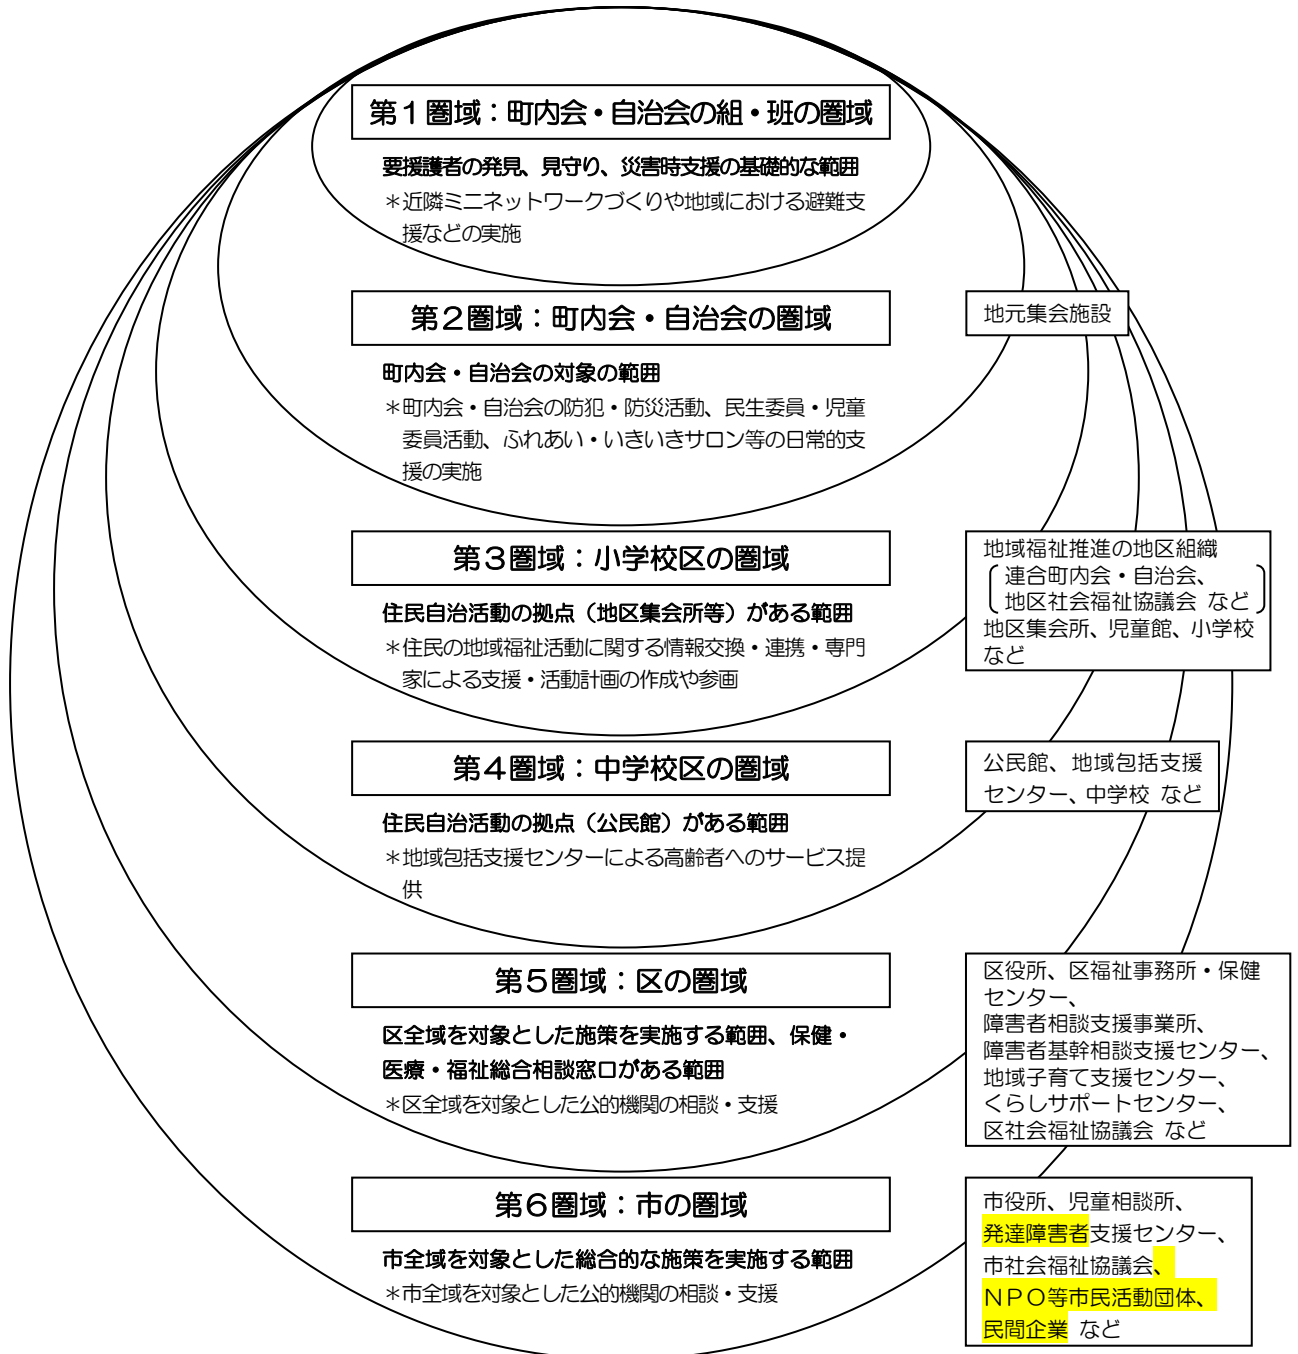 第1圏域：町内会・自治会の組・班の圏域
要援護者の発見、見守り、災害時支援の基礎的な範囲
＊近隣ミニネットワークづくりや地域における避難支
援などの実施
第2圏域：町内会・自治会の圏域
地元集会施設
町内会・自治会の対象の範囲
＊町内会・自治会の防犯・防災活動、民生委員・児童
委員活動、ふれあい・いきいきサロン等の日常的支
援の実施
第3圏域：小学校区の圏域
住民自治活動の拠点（地区集会所等）がある範囲
＊住民の地域福祉活動に関する情報交換・連携・専門
家による支援・活動計画の作成や参画
地域福祉推進の地区組織
連合町内会・自治会、
地区社会福祉協議会 など
地区集会所、児童館、小学校
など
第4圏域：中学校区の圏域
住民自治活動の拠点（公民館）がある範囲
＊地域包括支援センターによる高齢者へのサービス提
供
公民館、地域包括支援
センター、中学校 など
第5圏域：区の圏域
区全域を対象とした施策を実施する範囲、保健・
医療・福祉総合相談窓口がある範囲
＊区全域を対象とした公的機関の相談・支援
区役所、区福祉事務所・保健
センター、
障害者相談支援事業所、
障害者基幹相談支援センター、
地域子育て支援センター、
くらしサポートセンター、
区社会福祉協議会 など
第6圏域：市の圏域
市全域を対象とした総合的な施策を実施する範囲
＊市全域を対象とした公的機関の相談・支援
市役所、児童相談所、
発達障害者支援センター、
市社会福祉協議会、
ＮＰＯ等市民活動団体、
民間企業 など